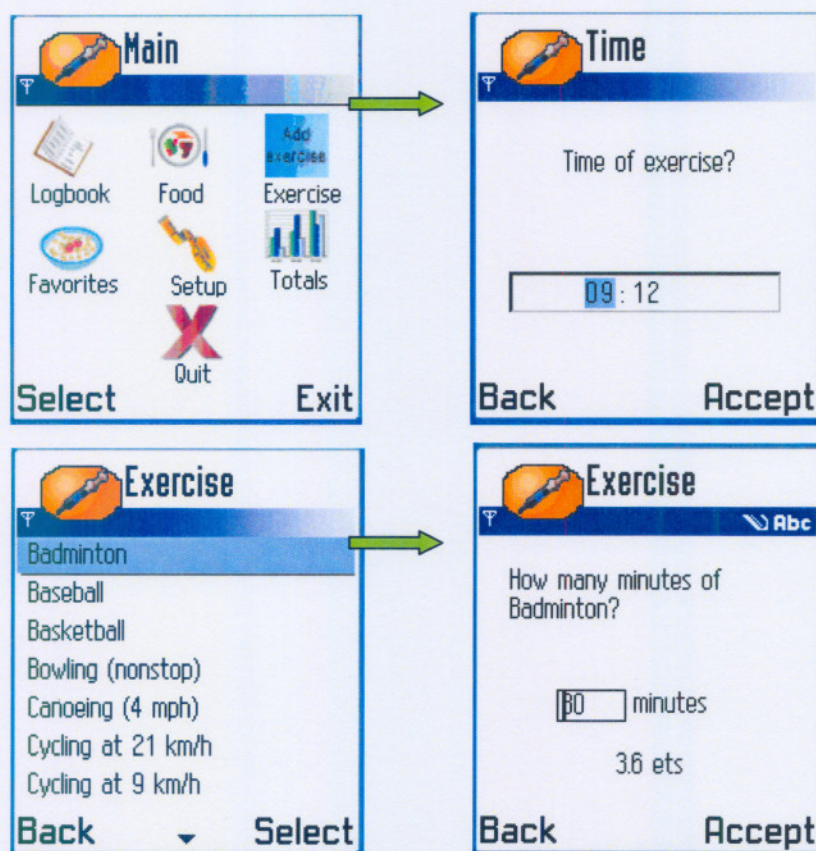 Main
Add
exercise
Logbook Food Exercise
Favorites Setup Totals
Quit
Select Exit
Time
Time of exercise?
09:12
Back Accept
Exercise
Badminton
Baseball
Basketball
Bowling (nonstop)
Canoeing (4 mph)
Cycling at 21 km/h
Cycling at 9 km/h
Back Select
Exercise
Abc
How many minutes of
Badminton?
minutes
3.6 ets
Back Accept